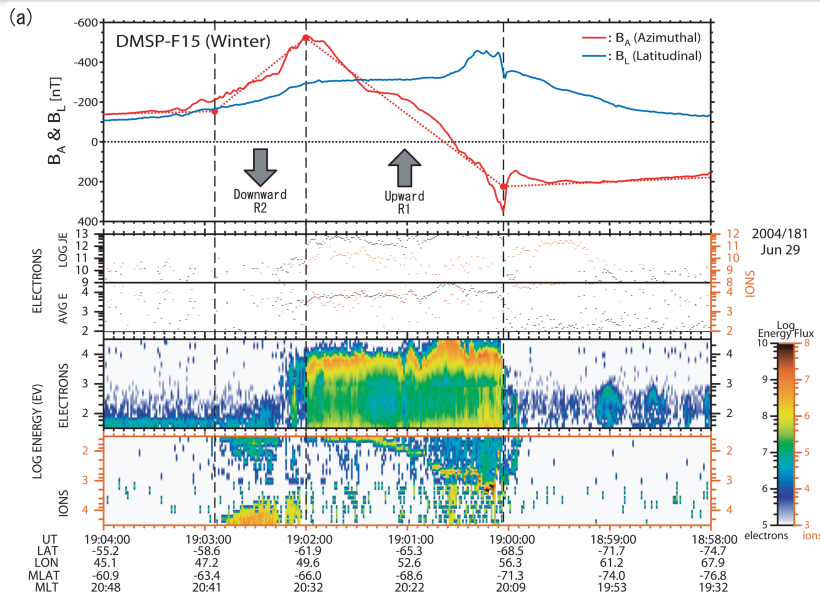 (a)
DMSP-F15 (Winter)
: B_A (Azimuthal)
: B_L (Latitudinal)
B_A & B_L [nT]
-600
-400
-200
0
200
400
Downward
R2
Upward
R1
ELECTRONS
LOG JE
13
12
11
10
9
12
11
10
9
8
IONS
2004/181
Jun 29
AVG E
4
3
2
4
3
2
LOG ENERGY (EV)
ELECTRONS
4
3
2
4
3
2
IONS
2
3
4
2
3
4
Log
Energy Flux
10 8
9 7
8 6
7 5
6 4
5 3
electrons ions
UT 19:04:00 19:03:00 19:02:00 19:01:00 19:00:00 18:59:00 18:58:00
LAT -55.2 -58.6 -61.9 -65.3 -68.5 -71.7 -74.7
LON 45.1 47.2 49.6 52.6 56.3 61.2 67.9
MLAT -60.9 -63.4 -66.0 -68.6 -71.3 -74.0 -76.8
MLT 20:48 20:41 20:32 20:22 20:09 19:53 19:32